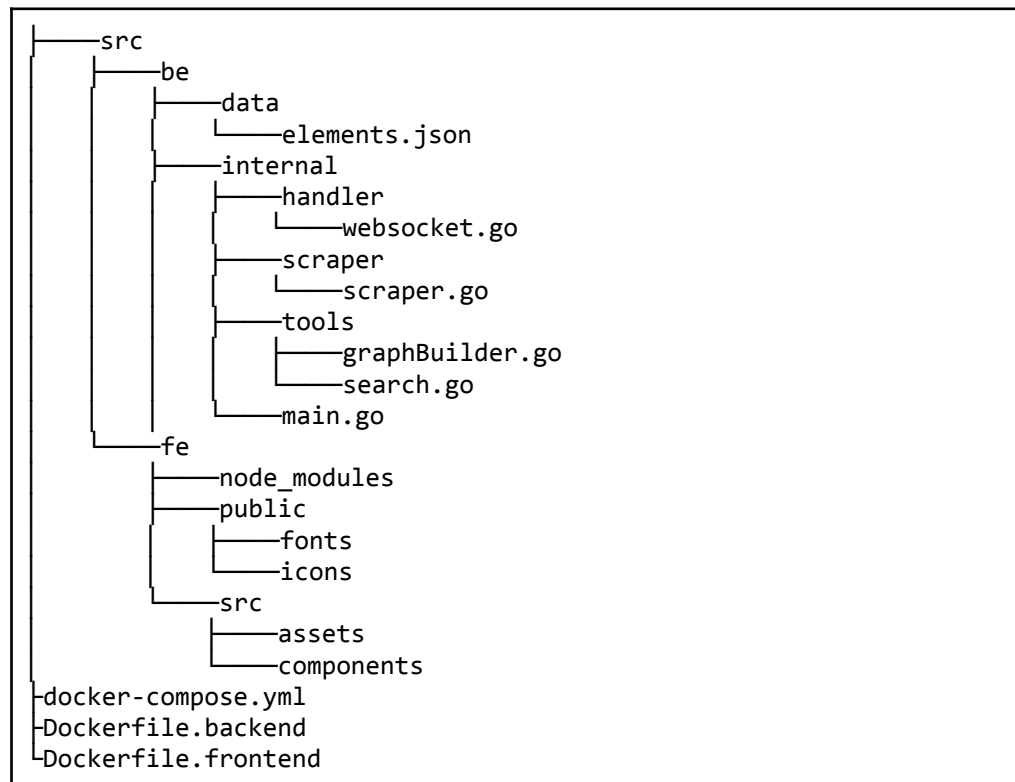 src
be
data
elements.json
internal
handler
websocket.go
scraper
scraper.go
tools
graphBuilder.go
search.go
main.go
fe
node_modules
public
fonts
icons
src
assets
components
docker-compose.yml
Dockerfile.backend
Dockerfile.frontend